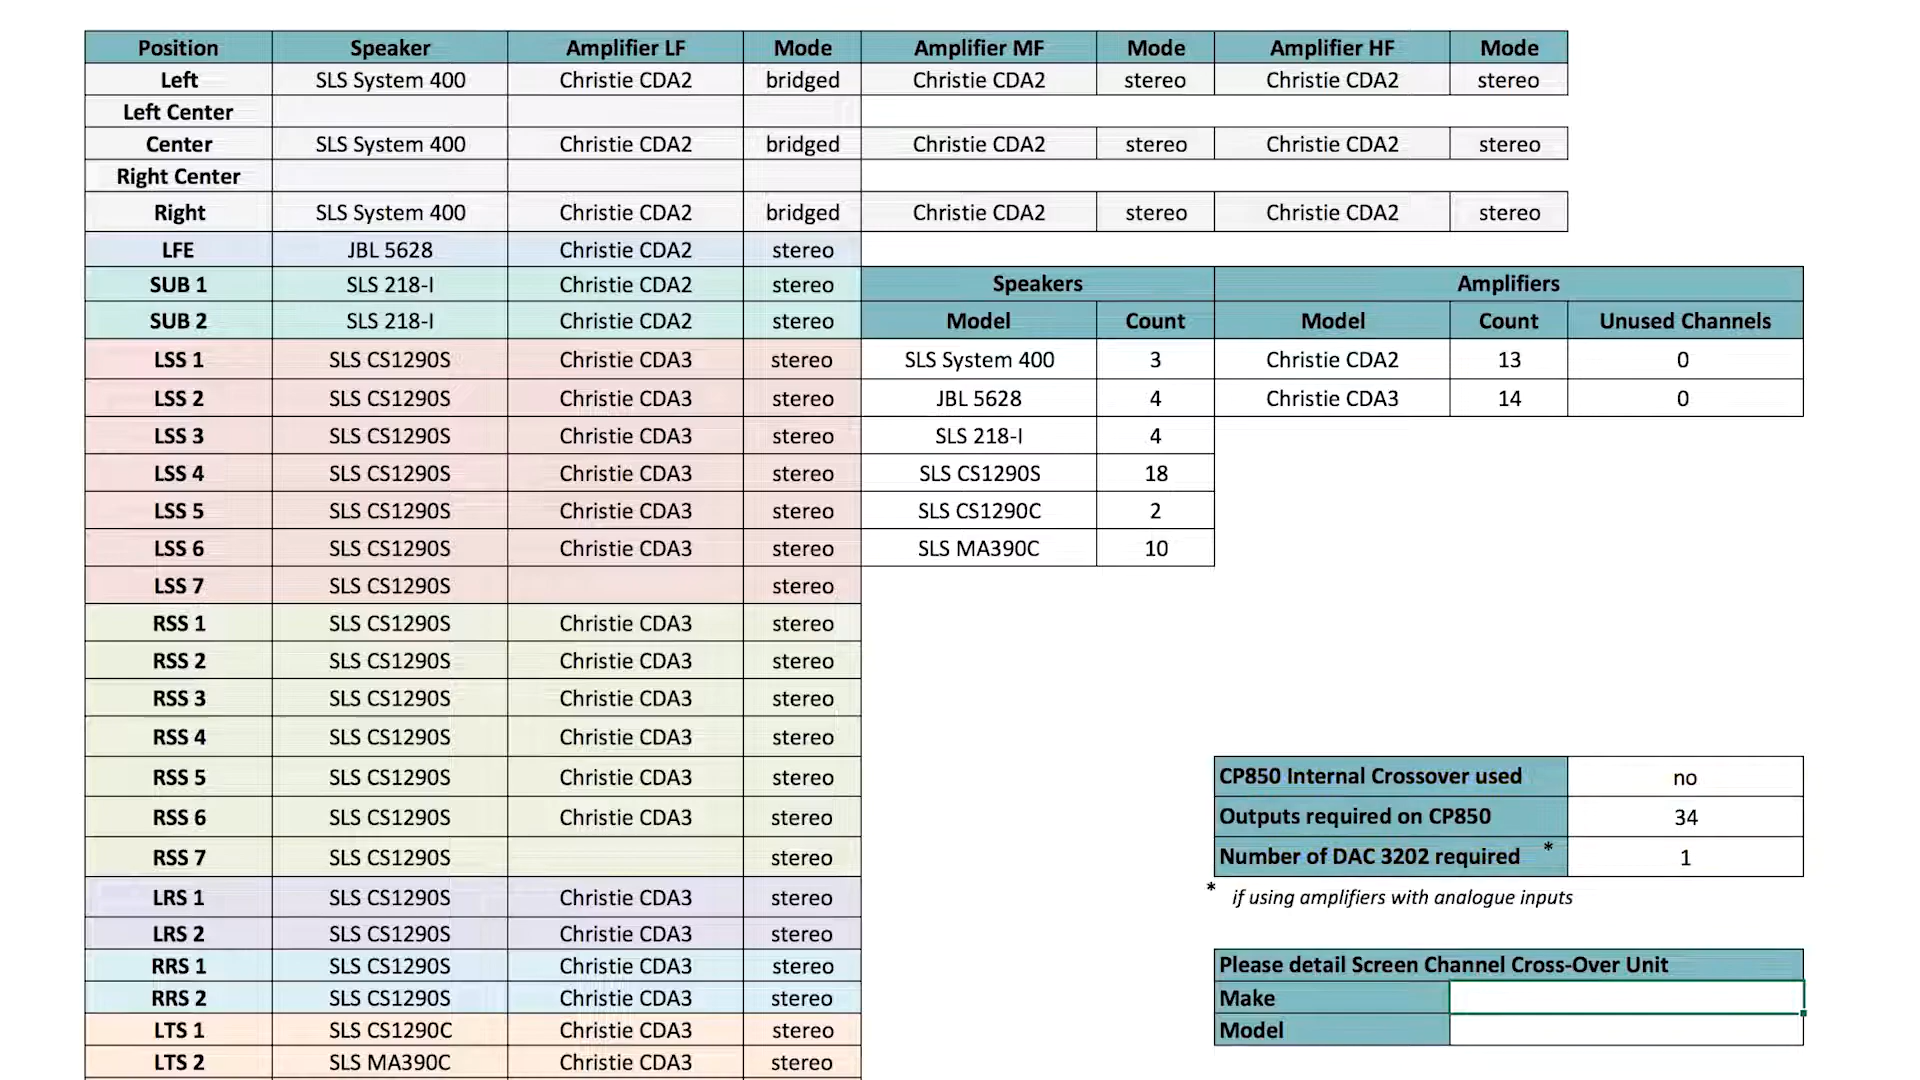 Position Speaker Amplifier LF Mode Amplifier MF Mode Amplifier HF Mode
Left SLS System 400 Christie CDA2 bridged Christie CDA2 stereo Christie CDA2 stereo
Left Center
Center SLS System 400 Christie CDA2 bridged Christie CDA2 stereo Christie CDA2 stereo
Right Center
Right SLS System 400 Christie CDA2 bridged Christie CDA2 stereo Christie CDA2 stereo
LFE JBL 5628 Christie CDA2 stereo
SUB 1 SLS 218-I Christie CDA2 stereo Speakers Amplifiers
SUB 2 SLS 218-I Christie CDA2 stereo Model Count Model Count Unused Channels
LSS 1 SLS CS1290S Christie CDA3 stereo SLS System 400 3 Christie CDA2 13 0
LSS 2 SLS CS1290S Christie CDA3 stereo JBL 5628 4 Christie CDA3 14 0
LSS 3 SLS CS1290S Christie CDA3 stereo SLS 218-I 4
LSS 4 SLS CS1290S Christie CDA3 stereo SLS CS1290S 18
LSS 5 SLS CS1290S Christie CDA3 stereo SLS CS1290C 2
LSS 6 SLS CS1290S Christie CDA3 stereo SLS MA390C 10
LSS 7 SLS CS1290S stereo
RSS 1 SLS CS1290S Christie CDA3 stereo
RSS 2 SLS CS1290S Christie CDA3 stereo
RSS 3 SLS CS1290S Christie CDA3 stereo
RSS 4 SLS CS1290S Christie CDA3 stereo
RSS 5 SLS CS1290S Christie CDA3 stereo CP850 Internal Crossover used no
RSS 6 SLS CS1290S Christie CDA3 stereo Outputs required on CP850 34
RSS 7 SLS CS1290S stereo Number of DAC 3202 required * 1
LRS 1 SLS CS1290S Christie CDA3 stereo * if using amplifiers with analogue inputs
LRS 2 SLS CS1290S Christie CDA3 stereo
RRS 1 SLS CS1290S Christie CDA3 stereo Please detail Screen Channel Cross-Over Unit
RRS 2 SLS CS1290S Christie CDA3 stereo Make
LTS 1 SLS CS1290C Christie CDA3 stereo Model
LTS 2 SLS MA390C Christie CDA3 stereo